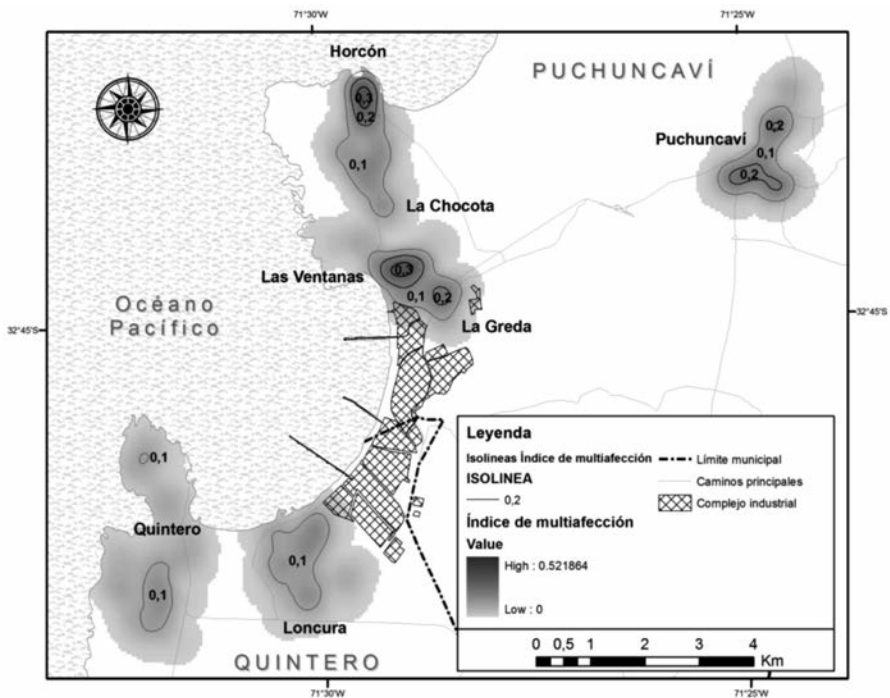 71°30'W
71°25'W
Horcón
PUCHUNCAVÍ
0,3
0,2
0,2
Puchuncaví
0,1
0,1
0,2
La Chocota
Las Ventanas
0,3
0,1
0,2
Océano
Pacífico
La Greda
32°45'S
32°45'S
Leyenda
Isolineas Índice de multiafección
Límite municipal
ISOLINEA
Caminos principales
0,2
Complejo industrial
Índice de multiafección
Value
High : 0.521864
Low : 0
0,1
Quintero
0,1
0,1
Loncura
QUINTERO
0 0,5 1 2 3 4
Km
71°30'W
71°25'W